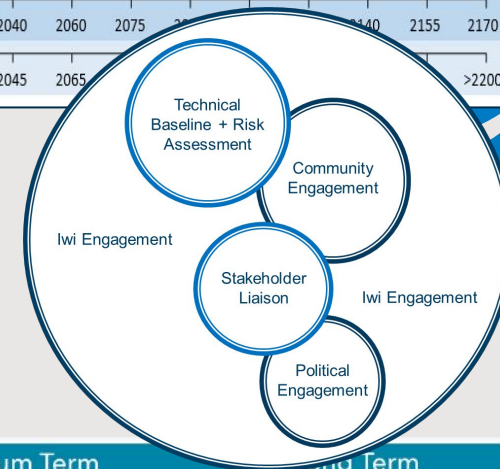 2040 2060 2075 2140 2155 2170
2045 2065 >2200
Technical
Baseline + Risk
Assessment
Community
Engagement
Iwi Engagement
Stakeholder
Liaison
Iwi Engagement
Political
Engagement
um Term Term